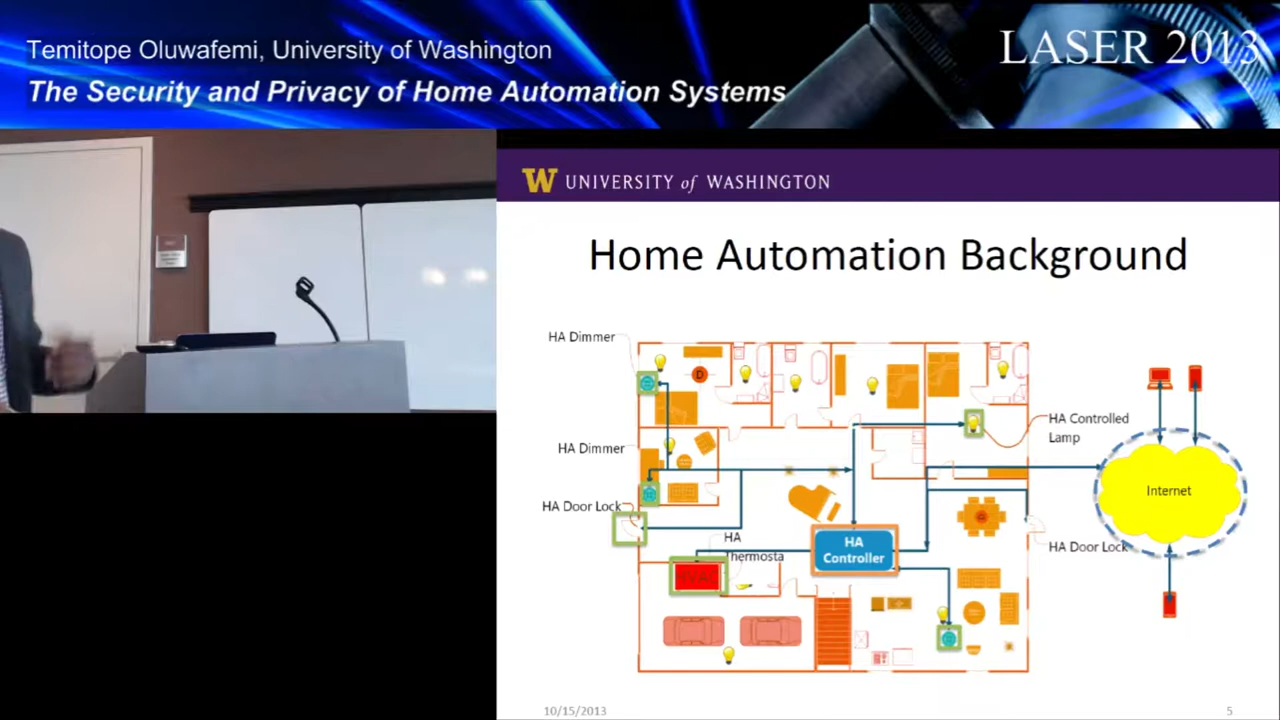 Temitope Oluwafemi, University of Washington
The Security and Privacy of Home Automation Systems
LASER 2013
W UNIVERSITY of WASHINGTON
Home Automation Background
HA Dimmer
HA Dimmer
HA Door Lock
HA
Thermosta
HVAC
HA
Controller
HA Controlled
Lamp
HA Door Lock
Internet
D
10/15/2013
5